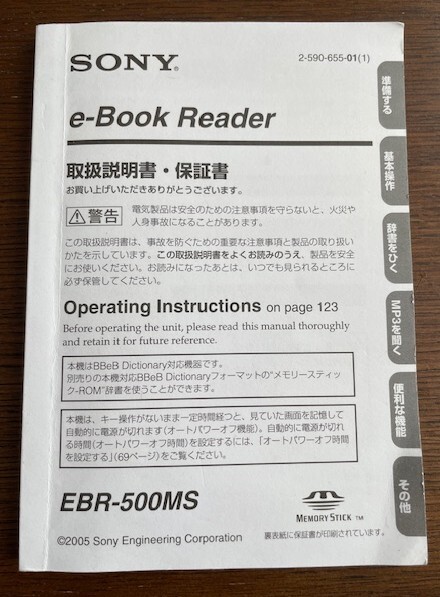 SONY®
2-590-655-01(1)
e-Book Reader
取扱説明書・保証書
お買い上げいただきありがとうございます。
警告
電気製品は安全のための注意事項を守らないと、火災や
人身事故になることがあります。
この取扱説明書は、事故を防ぐための重要な注意事項と製品の取り扱い
かたを示しています。この取扱説明書をよくお読みのうえ、製品を安全
にお使いください。お読みになったあとは、いつでも見られるところに
必ず保管してください。
Operating Instructions on page 123
Before operating the unit, please read this manual thoroughly
and retain it for future reference.
本機はBBeB Dictionary対応機器です。
別売りの本機対応BBeB Dictionaryフォーマットの“メモリースティッ
ク-ROM”辞書を使うことができます。
本機は、キー操作がないまま一定時間経つと、見ていた画面を記憶して
自動的に電源が切れます（オートパワーオフ機能）。自動的に電源が切れ
る時間（オートパワーオフ時間）を設定するには、「オートパワーオフ時間
を設定する」（69ページ）をご覧ください。
EBR-500MS
MEMORY STICK ™
©2005 Sony Engineering Corporation
裏表紙に保証書が印刷されています。
準備する
基本操作
辞書をひく
MP3を聞く
便利な機能
その他